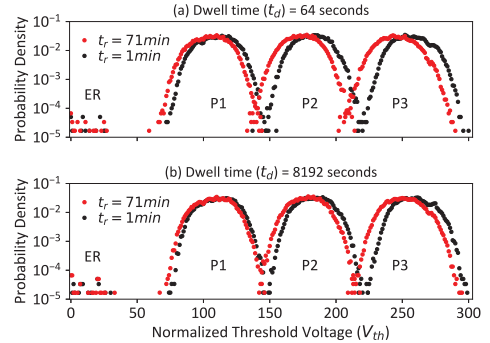 (a) Dwell time (t_d) = 64 seconds
Probability Density
10⁻¹
10⁻²
10⁻³
10⁻⁴
10⁻⁵
t_r = 71min
t_r = 1min
ER
P1
P2
P3
(b) Dwell time (t_d) = 8192 seconds
Probability Density
10⁻¹
10⁻²
10⁻³
10⁻⁴
10⁻⁵
t_r = 71min
t_r = 1min
ER
P1
P2
P3
0 50 100 150 200 250 300
Normalized Threshold Voltage (V_th)